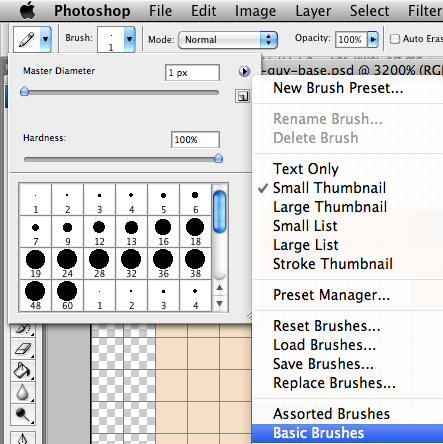 Photoshop File Edit Image Layer Select Filter
Brush: 1 Mode: Normal Opacity: 100% Auto Eras
Master Diameter 1 px
-guy-base.psd @ 3200% (RG
Hardness: 100%
1 2 3 4 5 6
7 9 12 13 16 18
19 24 28 32 36 38
48 60 1 2 3 4
New Brush Preset...
Rename Brush...
Delete Brush
Text Only
✓ Small Thumbnail
Large Thumbnail
Small List
Large List
Stroke Thumbnail
Preset Manager...
Reset Brushes...
Load Brushes...
Save Brushes...
Replace Brushes...
Assorted Brushes
Basic Brushes